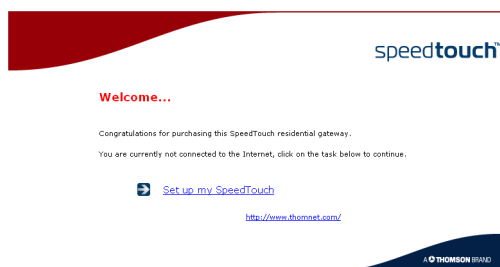 speedtouch™
Welcome...
Congratulations for purchasing this SpeedTouch residential gateway.
You are currently not connected to the Internet, click on the task below to continue.
Set up my SpeedTouch
http://www.thomnet.com/
A THOMSON BRAND